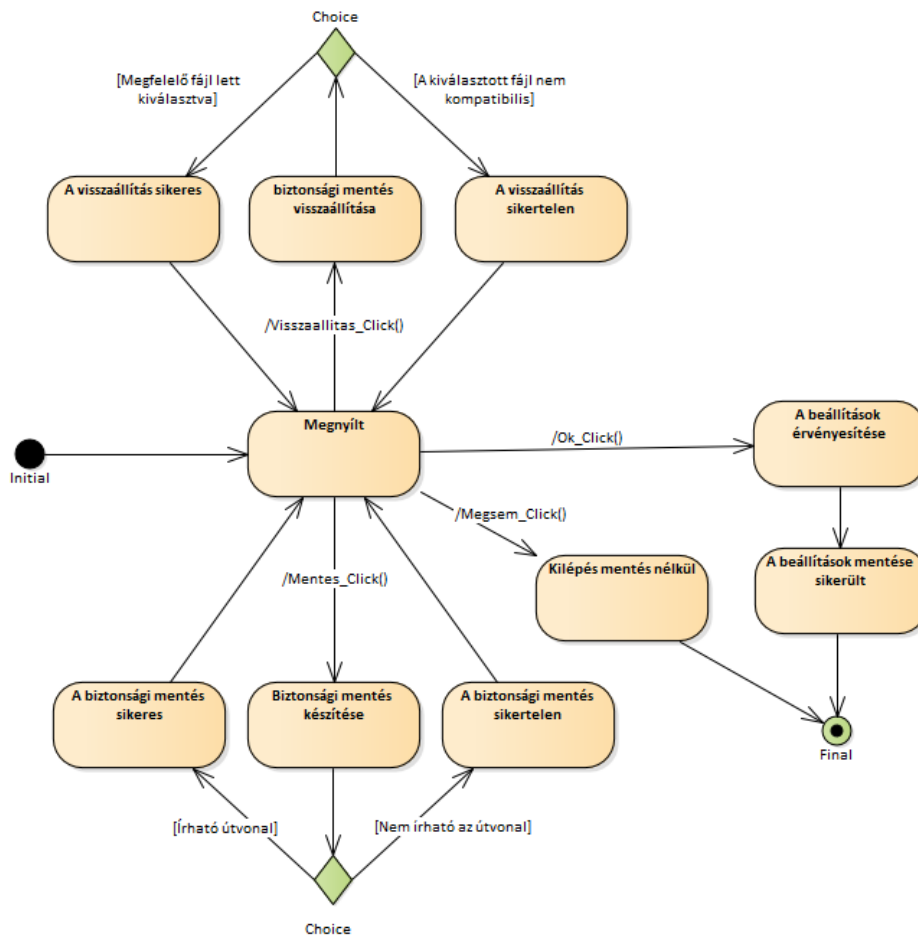 Choice
[Megfelelő fájl lett
kiválasztva]
[A kiválasztott fájl nem
kompatibilis]
A visszaállítás sikeres
biztonsági mentés
visszaállítása
A visszaállítás
sikertelen
/Visszaallitas_Click()
Megnyílt
/Ok_Click()
A beállítások
érvényesítése
Initial
/Megsem_Click()
/Mentes_Click()
Kilépés mentés nélkül
A beállítások mentése
sikerült
A biztonsági mentés
sikeres
Biztonsági mentés
készítése
A biztonsági mentés
sikertelen
Final
[Írható útvonal]
[Nem írható az útvonal]
Choice